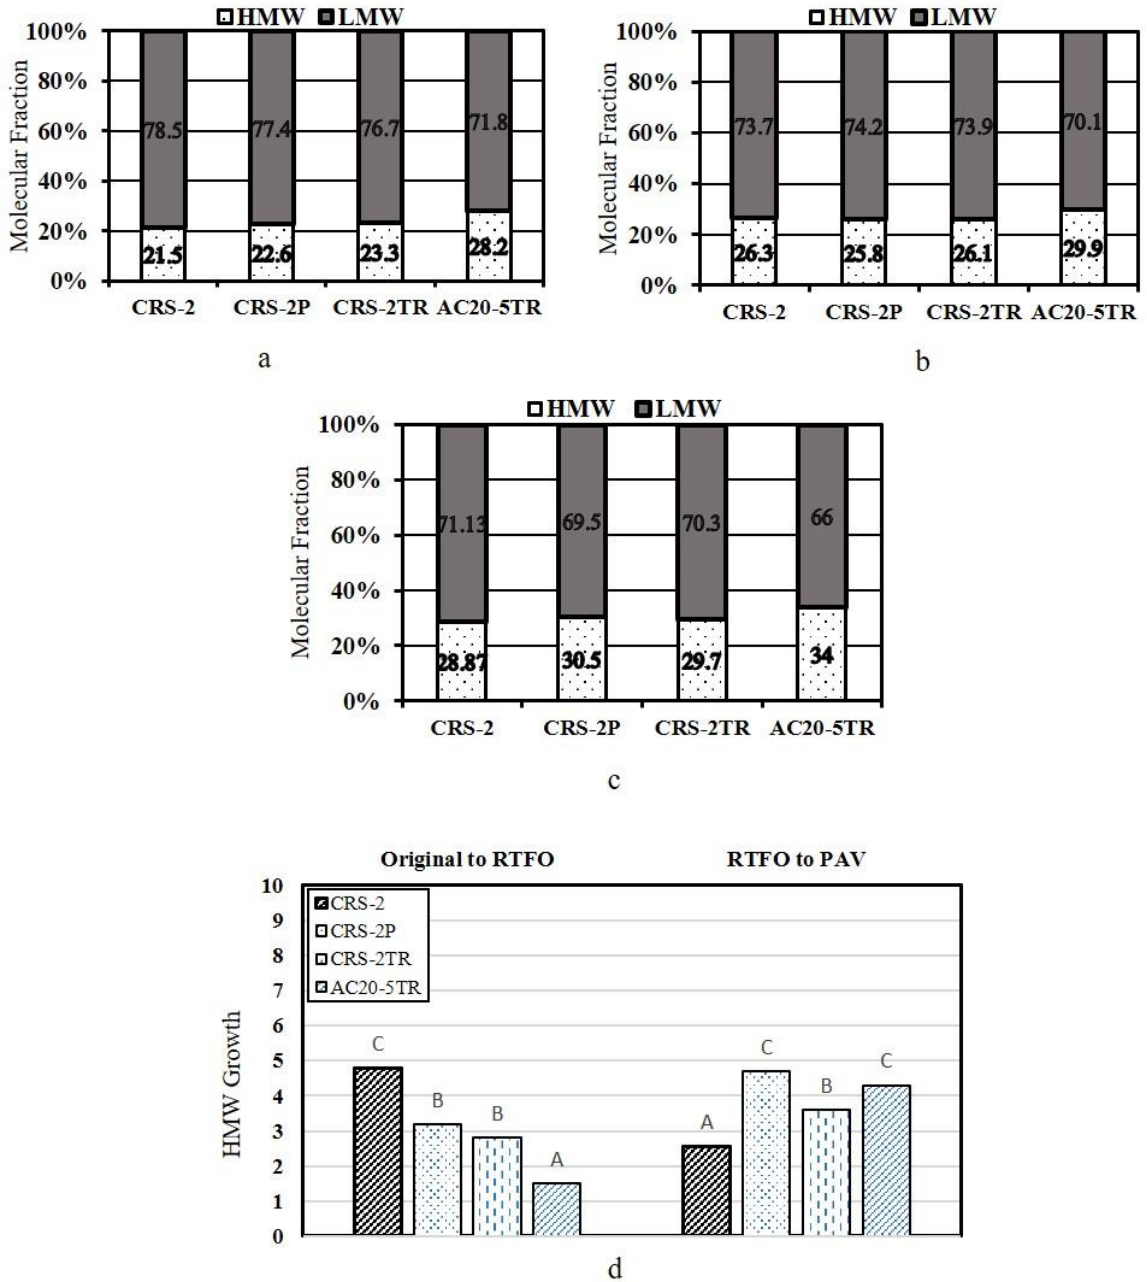 HMW LMW
Molecular Fraction
100%
80%
60%
40%
20%
0%
78.5 77.4 76.7 71.8
21.5 22.6 23.3 28.2
CRS-2 CRS-2P CRS-2TR AC20-5TR
a
HMW LMW
Molecular Fraction
100%
80%
60%
40%
20%
0%
73.7 74.2 73.9 70.1
26.3 25.8 26.1 29.9
CRS-2 CRS-2P CRS-2TR AC20-5TR
b
HMW LMW
Molecular Fraction
100%
80%
60%
40%
20%
0%
71.13 69.5 70.3 66
28.87 30.5 29.7 34
CRS-2 CRS-2P CRS-2TR AC20-5TR
c
Original to RTFO RTFO to PAV
HMW Growth
10
9
8
7
6
5
4
3
2
1
0
CRS-2
CRS-2P
CRS-2TR
AC20-5TR
C B B A A C B C
d